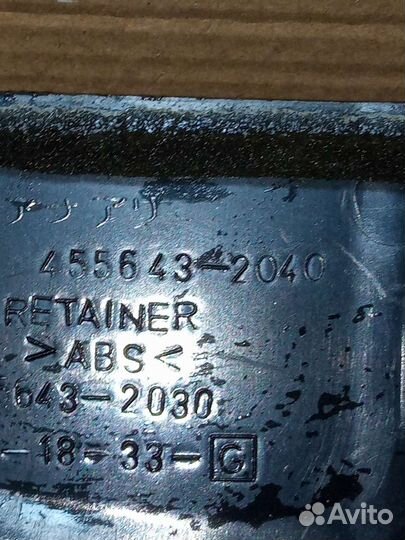 455643-2040
RETAINER
>ABS<
643-2030
-18-33-G
Avito